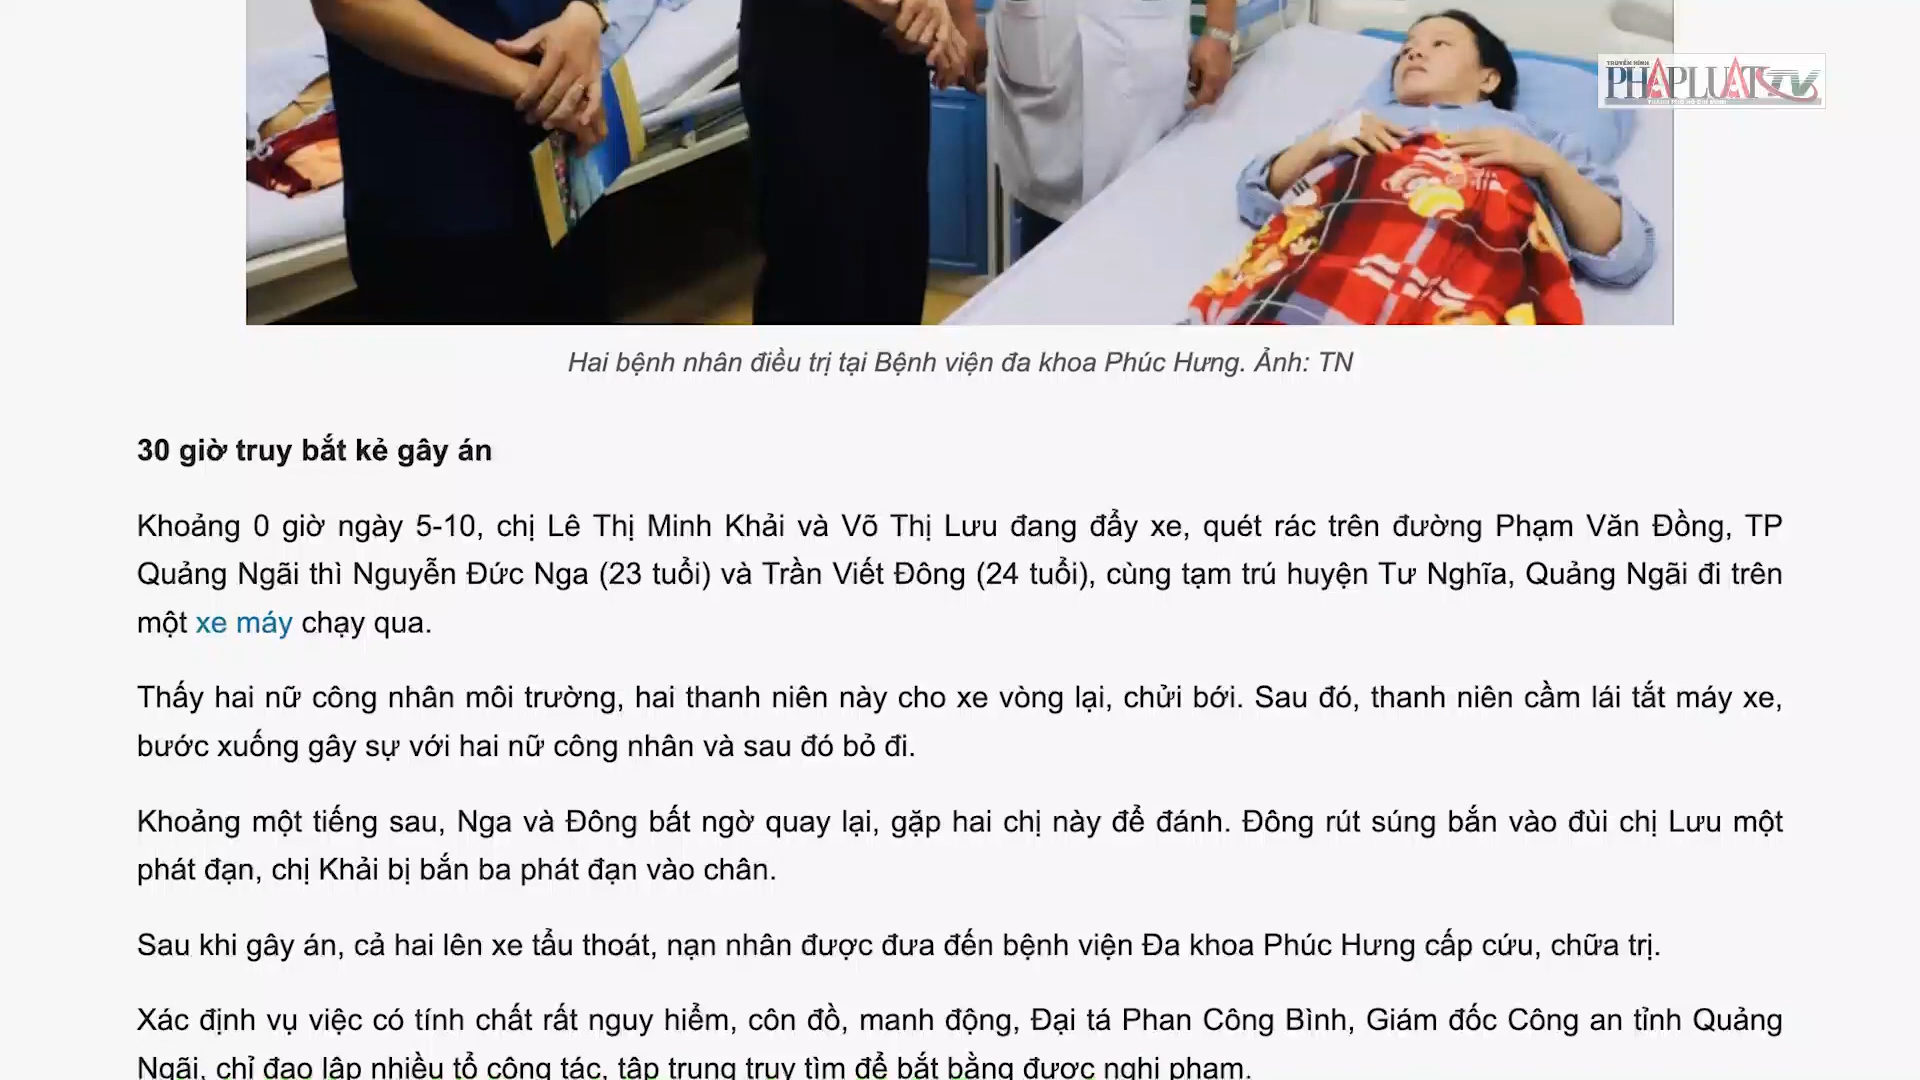 TRUYỀN HÌNH
PHÁPLUẬT TV
THÀNH PHỐ HỒ CHÍ MINH
Hai bệnh nhân điều trị tại Bệnh viện đa khoa Phúc Hưng. Ảnh: TN
30 giờ truy bắt kẻ gây án
Khoảng 0 giờ ngày 5-10, chị Lê Thị Minh Khải và Võ Thị Lưu đang đẩy xe, quét rác trên đường Phạm Văn Đồng, TP
Quảng Ngãi thì Nguyễn Đức Nga (23 tuổi) và Trần Viết Đông (24 tuổi), cùng tạm trú huyện Tư Nghĩa, Quảng Ngãi đi trên
một xe máy chạy qua.
Thấy hai nữ công nhân môi trường, hai thanh niên này cho xe vòng lại, chửi bới. Sau đó, thanh niên cầm lái tắt máy xe,
bước xuống gây sự với hai nữ công nhân và sau đó bỏ đi.
Khoảng một tiếng sau, Nga và Đông bất ngờ quay lại, gặp hai chị này để đánh. Đông rút súng bắn vào đùi chị Lưu một
phát đạn, chị Khải bị bắn ba phát đạn vào chân.
Sau khi gây án, cả hai lên xe tẩu thoát, nạn nhân được đưa đến bệnh viện Đa khoa Phúc Hưng cấp cứu, chữa trị.
Xác định vụ việc có tính chất rất nguy hiểm, côn đồ, manh động, Đại tá Phan Công Bình, Giám đốc Công an tỉnh Quảng
Ngãi, chỉ đạo lập nhiều tổ công tác, tập trung truy tìm để bắt bằng được nghi phạm.